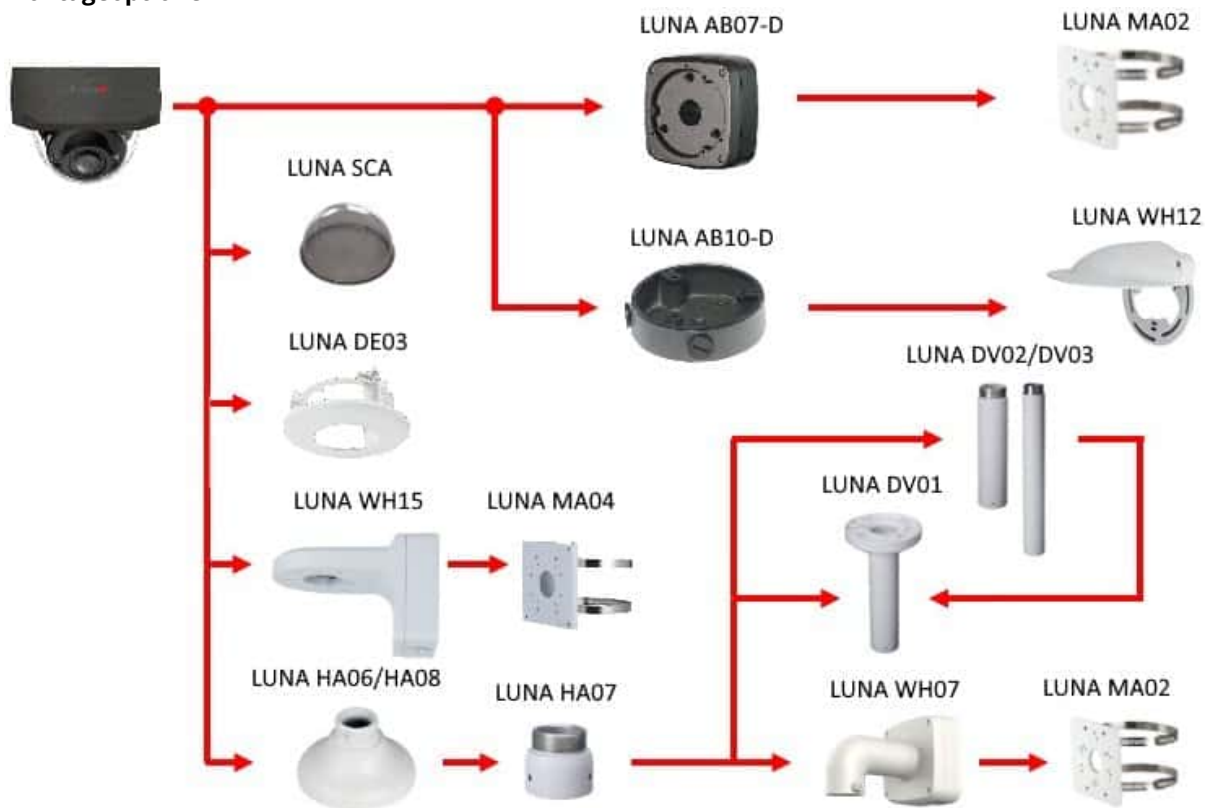 LUNA AB07-D
LUNA MA02
LUNA SCA
LUNA AB10-D
LUNA WH12
LUNA DE03
LUNA DV02/DV03
LUNA WH15
LUNA MA04
LUNA DV01
LUNA HA06/HA08
LUNA HA07
LUNA WH07
LUNA MA02